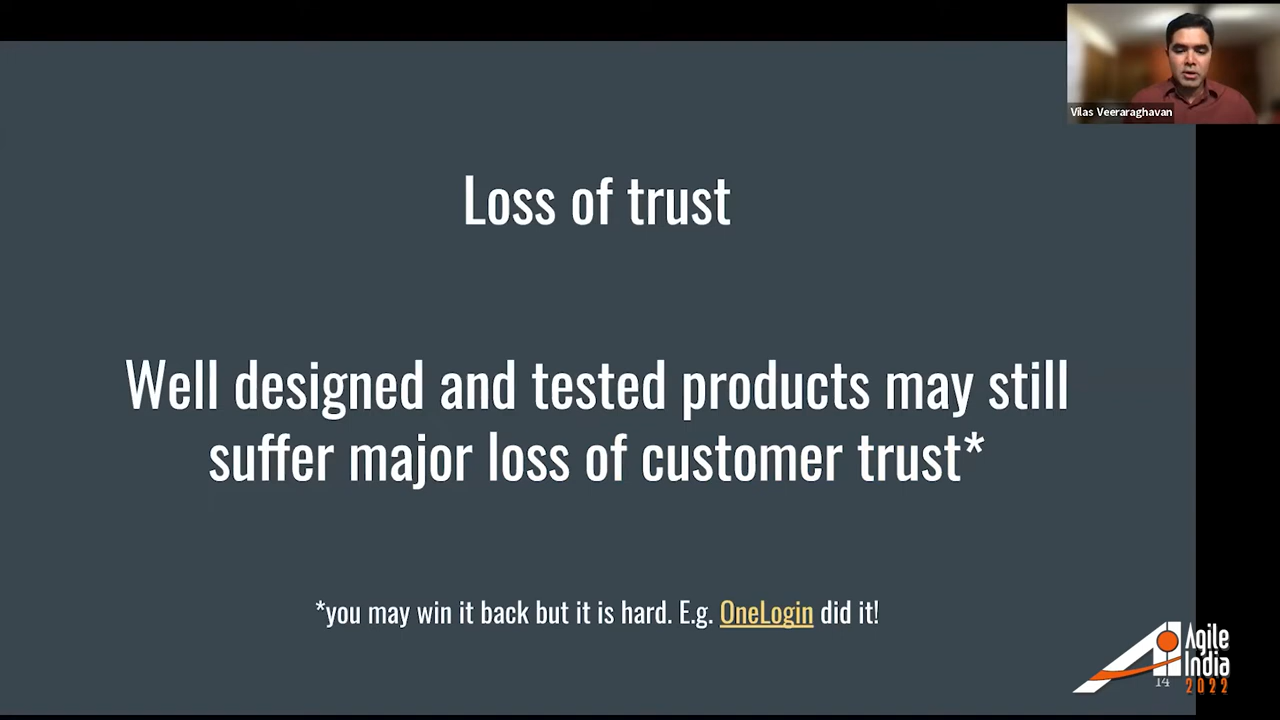 Vilas Veeraraghavan
Loss of trust
Well designed and tested products may still
suffer major loss of customer trust*
*you may win it back but it is hard. E.g. OneLogin did it!
Agile
India
2022
14